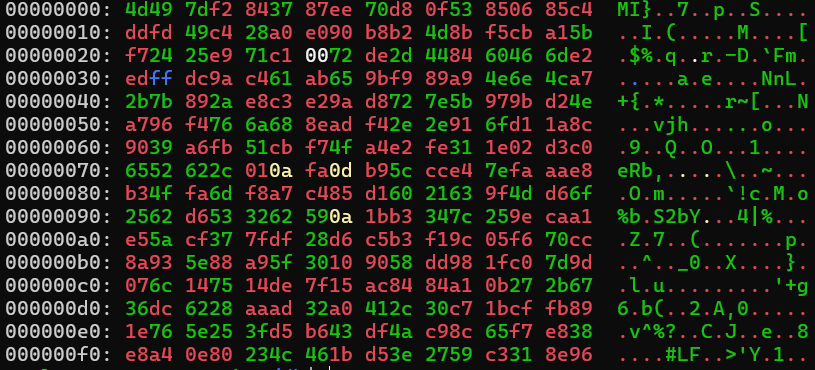 00000000: 4d49 7df2 8437 87ee 70d8 0f53 8506 85c4 MI}..7..p..S....
00000010: ddfd 49c4 28a0 e090 b8b2 4d8b f5cb a15b ..I.(.....M....[
00000020: f724 25e9 71c1 0072 de2d 4484 6046 6de2 .$%.q..r.-D.`Fm.
00000030: edff dc9a c461 ab65 9bf9 89a9 4e6e 4ca7 .....a.e....NnL.
00000040: 2b7b 892a e8c3 e29a d872 7e5b 979b d24e +{.*.....r~[...N
00000050: a796 f476 6a68 8ead f42e 2e91 6fd1 1a8c ...vjh......o...
00000060: 9039 a6fb 51cb f74f a4e2 fe31 1e02 d3c0 .9..Q..O...1....
00000070: 6552 622c 010a fa0d b95c cce4 7efa aae8 eRb,.....\..~...
00000080: b34f fa6d f8a7 c485 d160 2163 9f4d d66f .O.m.....`!c.M.o
00000090: 2562 d653 3262 590a 1bb3 347c 259e caa1 %b.S2bY...4|%...
000000a0: e55a cf37 7fdf 28d6 c5b3 f19c 05f6 70cc .Z.7..(.......p.
000000b0: 8a93 5e88 a95f 3010 9058 dd98 1fc0 7d9d ..^.._0..X....}.
000000c0: 076c 1475 14de 7f15 ac84 84a1 0b27 2b67 .l.u.........'+g
000000d0: 36dc 6228 aaad 32a0 412c 30c7 1bcf fb89 6.b(..2.A,0.....
000000e0: 1e76 5e25 3fd5 b643 df4a c98c 65f7 e838 .v^%?..C.J..e..8
000000f0: e8a4 0e80 234c 461b d53e 2759 c331 8e96 ....#LF..>'Y.1..